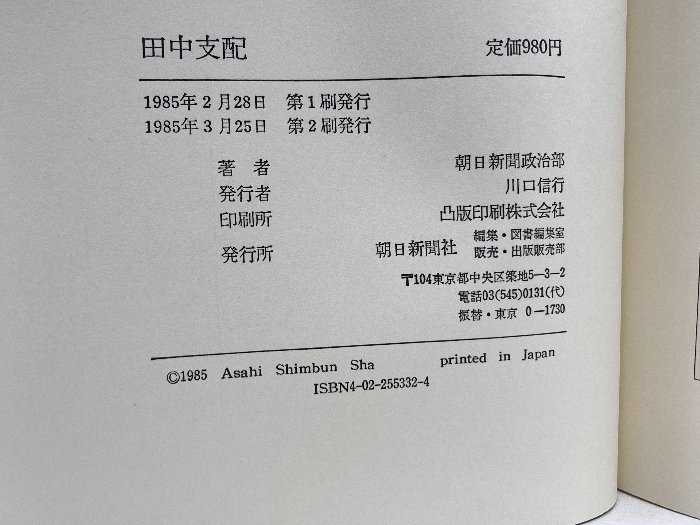 田中支配 定価980円
1985年2月28日 第1刷発行
1985年3月25日 第2刷発行
著 者 朝日新聞政治部
発行者 川口信行
印刷所 凸版印刷株式会社
発行所 朝日新聞社 編集・図書編集室
販売・出版販売部
〒104東京都中央区築地5―3―2
電話03(545)0131(代)
振替・東京 0―1730
©1985 Asahi Shimbun Sha printed in Japan
ISBN4-02-255332-4